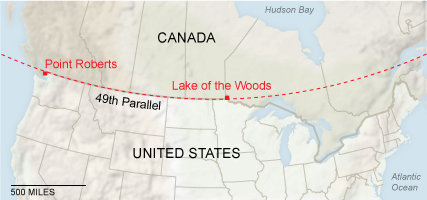 Hudson Bay
CANADA
Point Roberts
Lake of the Woods
49th Parallel
UNITED STATES
Atlantic
Ocean
500 MILES